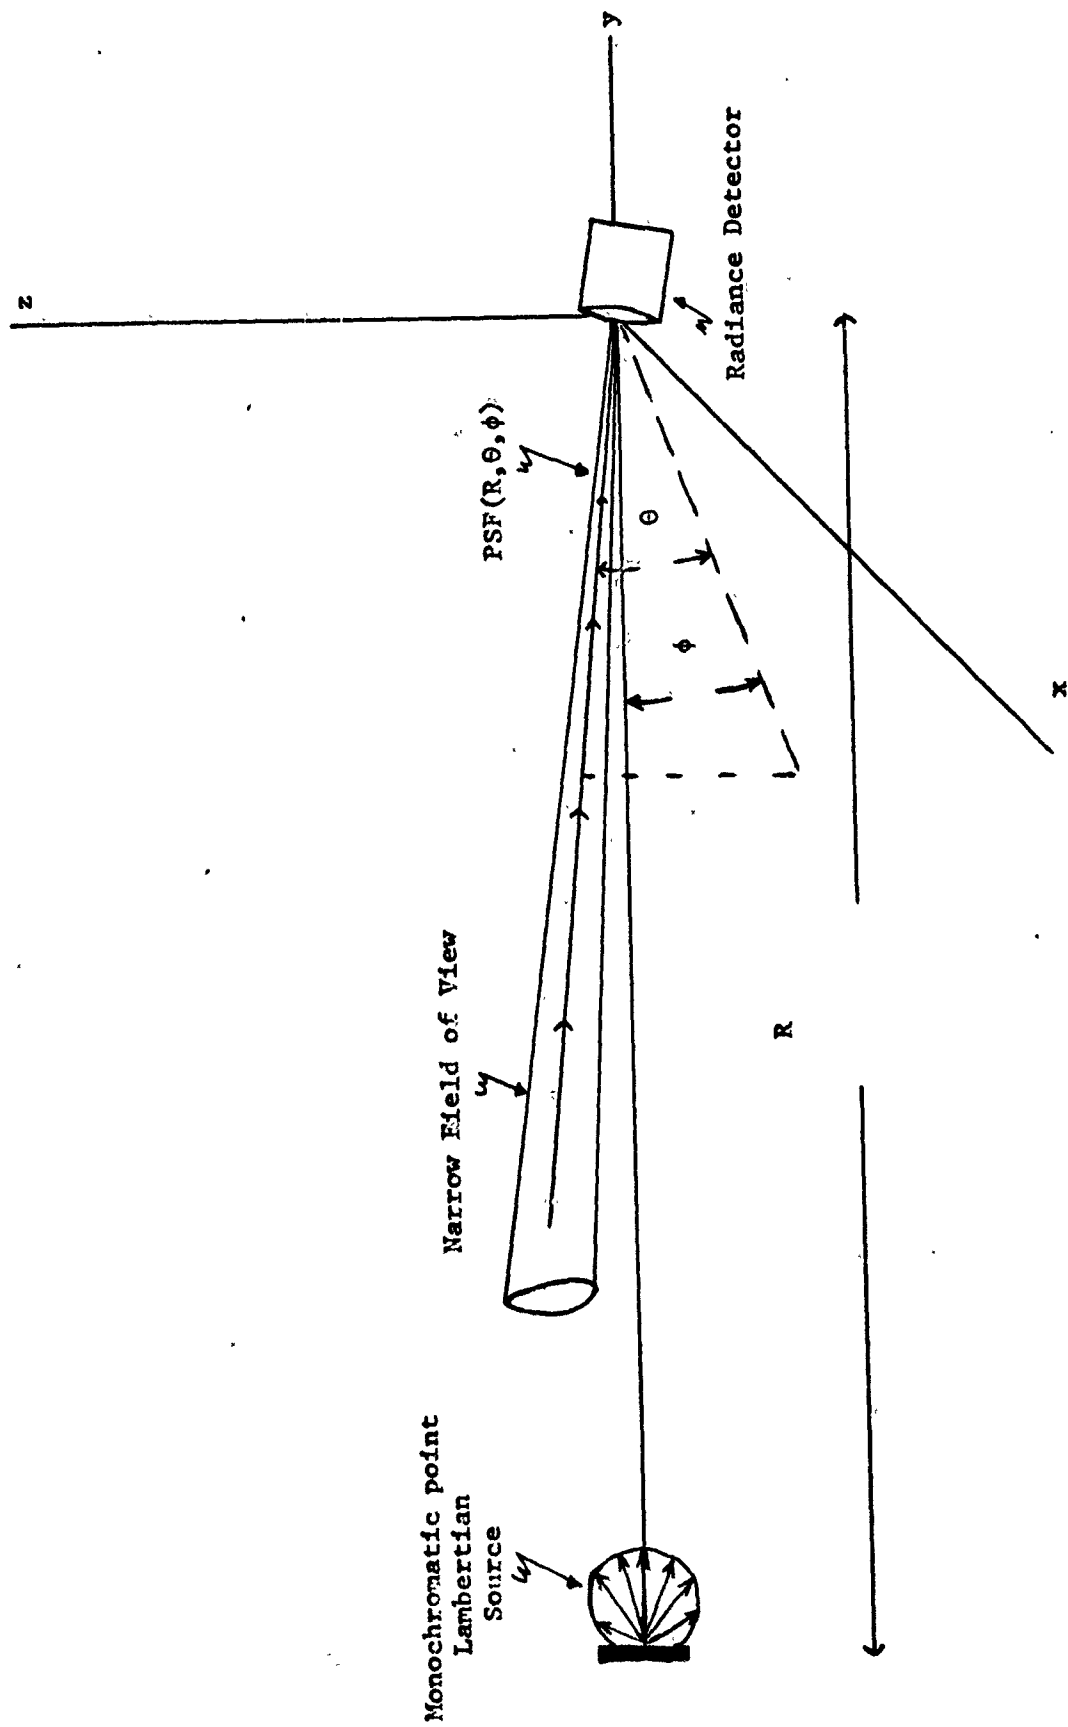 z
y
Radiance Detector
PSF(R,θ,ϕ)
θ
ϕ
x
Narrow Field of View
R
Monochromatic point
Lambertian
Source